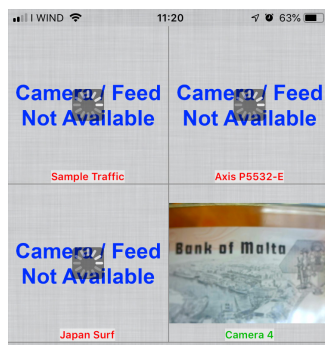 I WIND 11:20 63%
Camera / Feed
Not Available
Sample Traffic
Camera / Feed
Not Available
Axis P5532-E
Camera / Feed
Not Available
Japan Surf
Bank of Malta
Camera 4